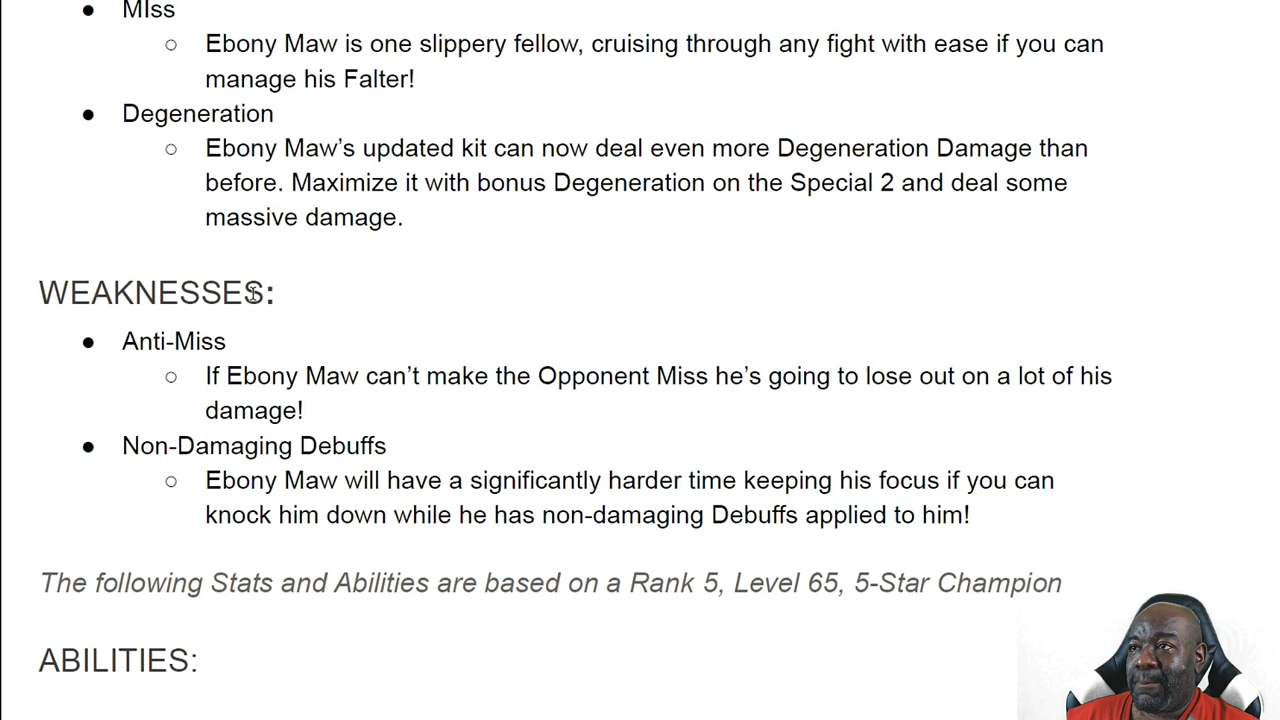 ● MIss
○ Ebony Maw is one slippery fellow, cruising through any fight with ease if you can
manage his Falter!
● Degeneration
○ Ebony Maw’s updated kit can now deal even more Degeneration Damage than
before. Maximize it with bonus Degeneration on the Special 2 and deal some
massive damage.
WEAKNESSES:
● Anti-Miss
○ If Ebony Maw can’t make the Opponent Miss he’s going to lose out on a lot of his
damage!
● Non-Damaging Debuffs
○ Ebony Maw will have a significantly harder time keeping his focus if you can
knock him down while he has non-damaging Debuffs applied to him!
The following Stats and Abilities are based on a Rank 5, Level 65, 5-Star Champion
ABILITIES: